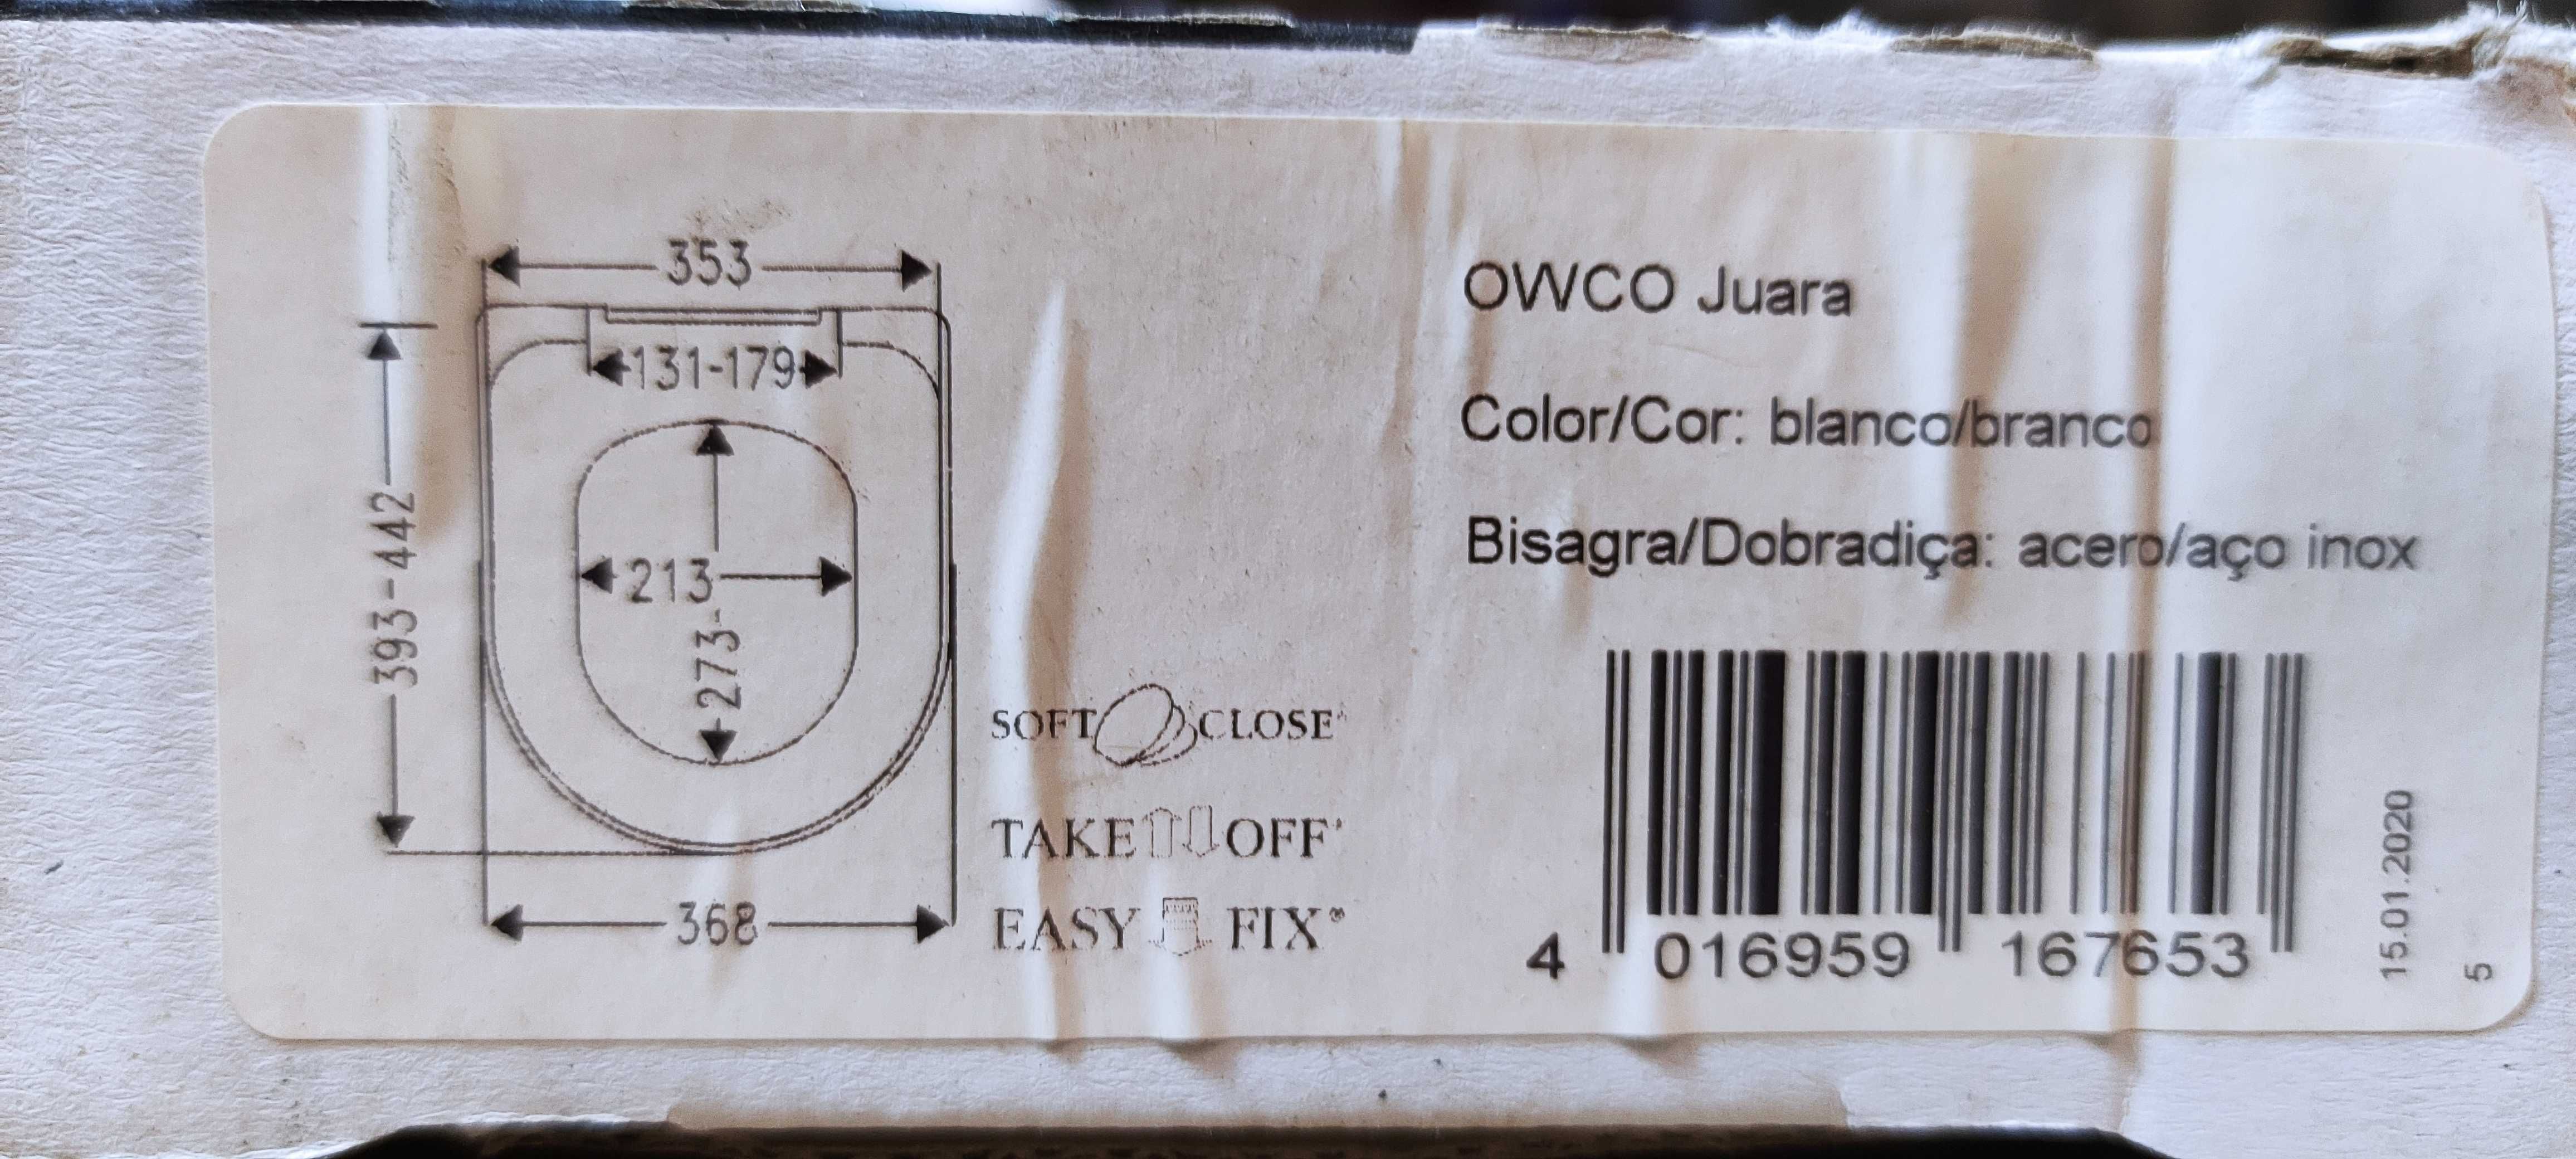 353
131-179
393-442
213
273
368
SOFT CLOSE
TAKE OFF
EASY FIX®
OWCO Juara
Color/Cor: blanco/branco
Bisagra/Dobradiça: acero/aço inox
4 016959 167653
15.01.2020
5